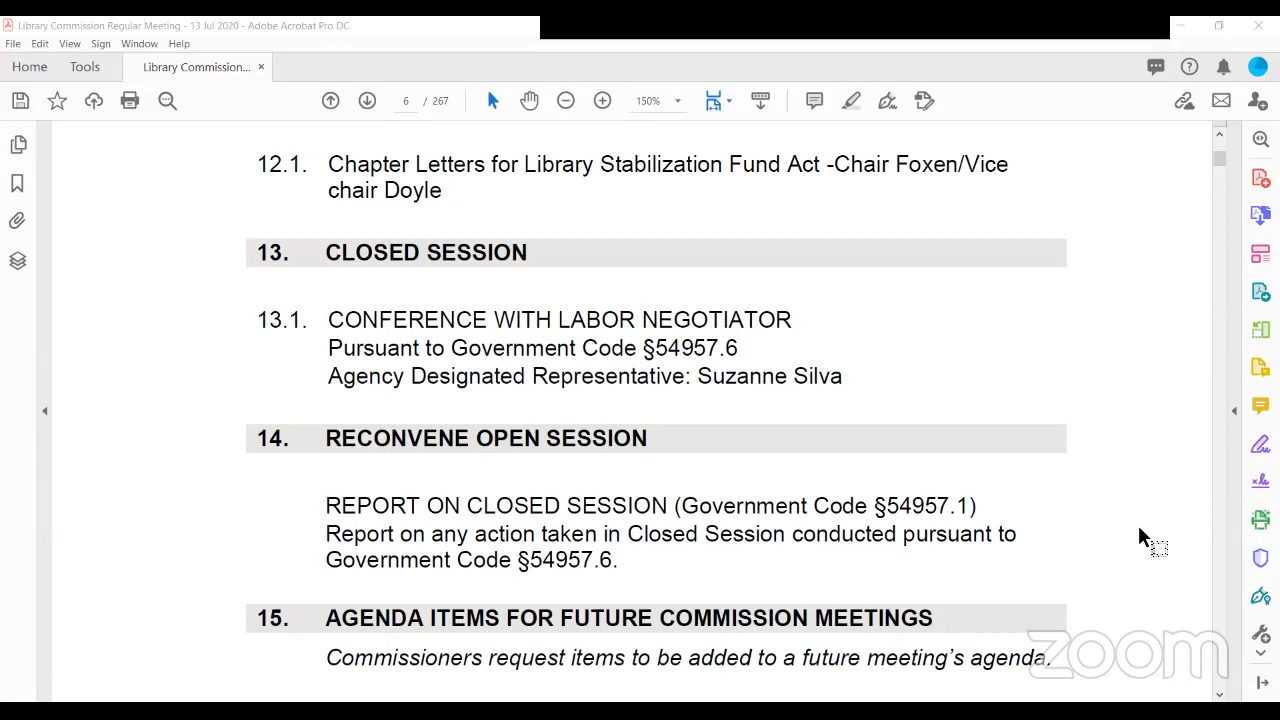 Library Commission Regular Meeting - 13 Jul 2020 - Adobe Acrobat Pro DC
File Edit View Sign Window Help
Home Tools Library Commission... ×
6 / 267 150%
12.1. Chapter Letters for Library Stabilization Fund Act -Chair Foxen/Vice
chair Doyle
13. CLOSED SESSION
13.1. CONFERENCE WITH LABOR NEGOTIATOR
Pursuant to Government Code §54957.6
Agency Designated Representative: Suzanne Silva
14. RECONVENE OPEN SESSION
REPORT ON CLOSED SESSION (Government Code §54957.1)
Report on any action taken in Closed Session conducted pursuant to
Government Code §54957.6.
15. AGENDA ITEMS FOR FUTURE COMMISSION MEETINGS
Commissioners request items to be added to a future meeting's agenda.
zoom